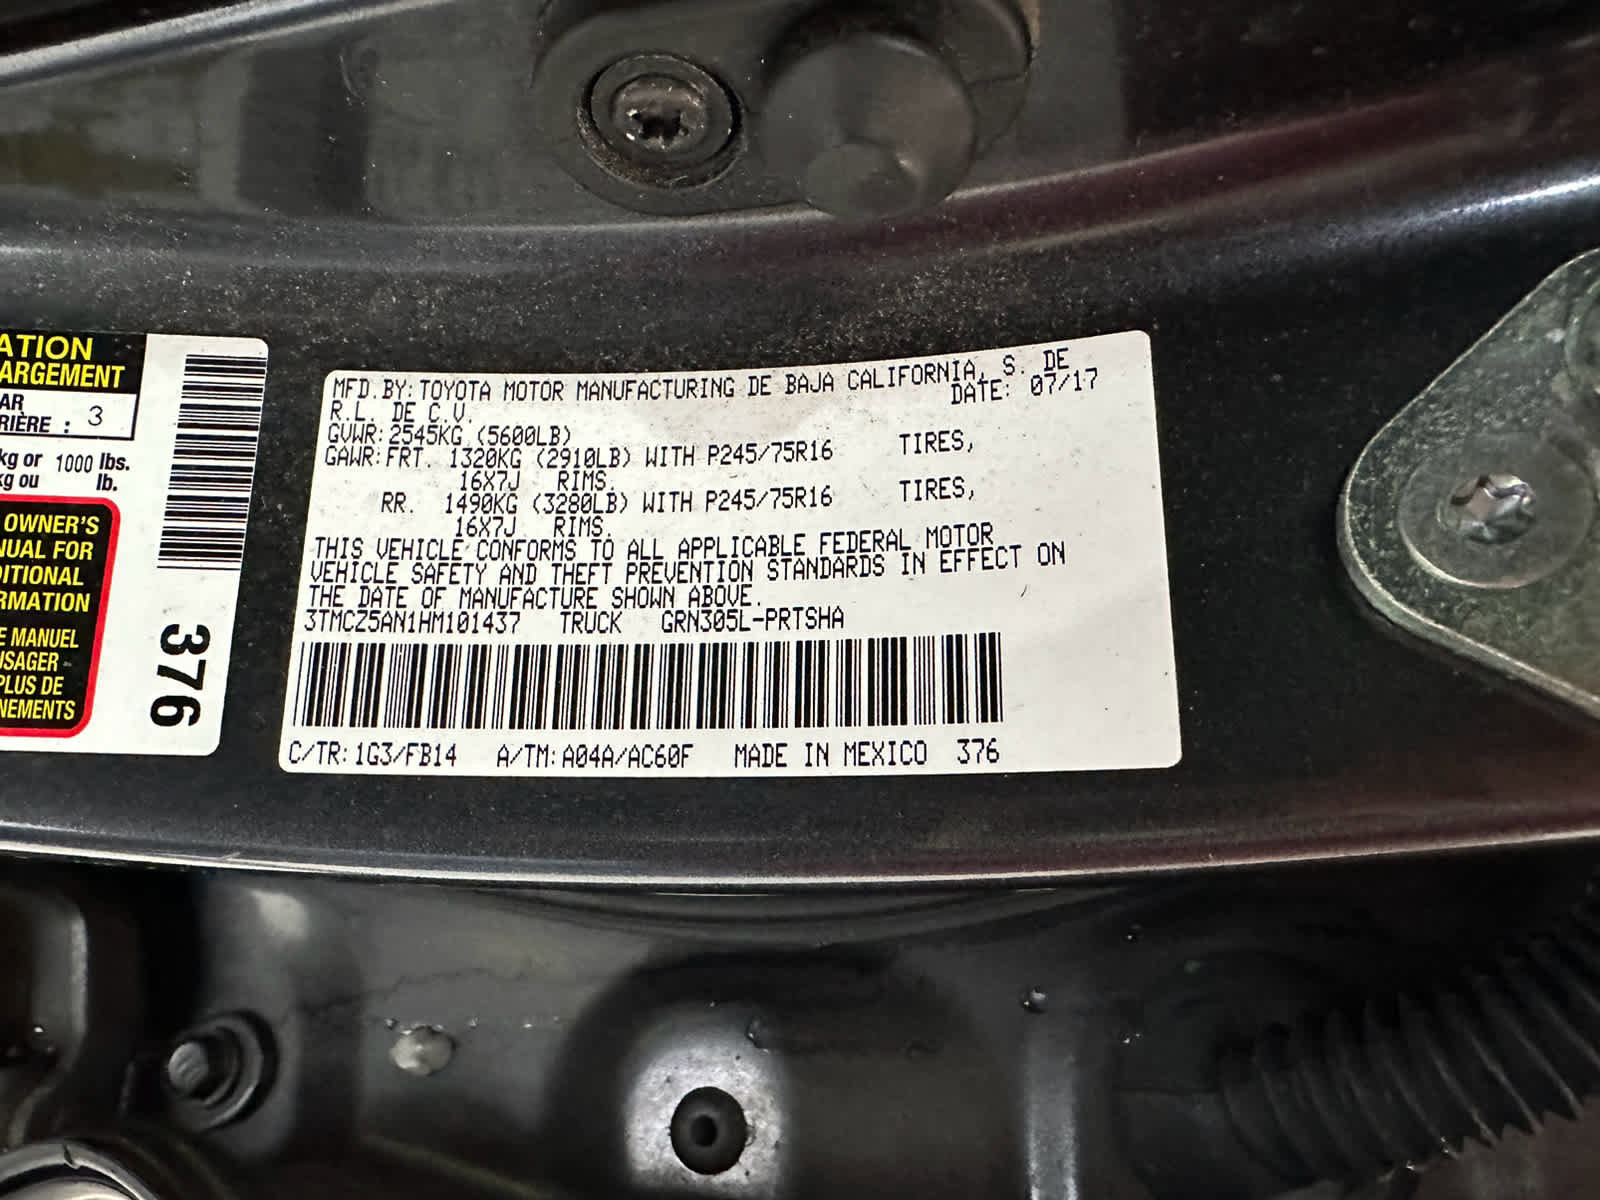 ATION
ARGEMENT
AR
RIÈRE : 3
kg or 1000 lbs.
kg ou lb.
OWNER'S
NUAL FOR
DITIONAL
RMATION
E MANUEL
USAGER
PLUS DE
NEMENTS
376
MFD.BY:TOYOTA MOTOR MANUFACTURING DE BAJA CALIFORNIA, S. DE
R.L. DE C.V. DATE: 07/17
GVWR:2545KG (5600LB)
GAWR:FRT. 1320KG (2910LB) WITH P245/75R16 TIRES,
16X7J RIMS.
RR. 1490KG (3280LB) WITH P245/75R16 TIRES,
16X7J RIMS.
THIS VEHICLE CONFORMS TO ALL APPLICABLE FEDERAL MOTOR
VEHICLE SAFETY AND THEFT PREVENTION STANDARDS IN EFFECT ON
THE DATE OF MANUFACTURE SHOWN ABOVE.
3TMCZ5AN1HM101437 TRUCK GRN305L-PRTSHA
C/TR:1G3/FB14 A/TM:A04A/AC60F MADE IN MEXICO 376